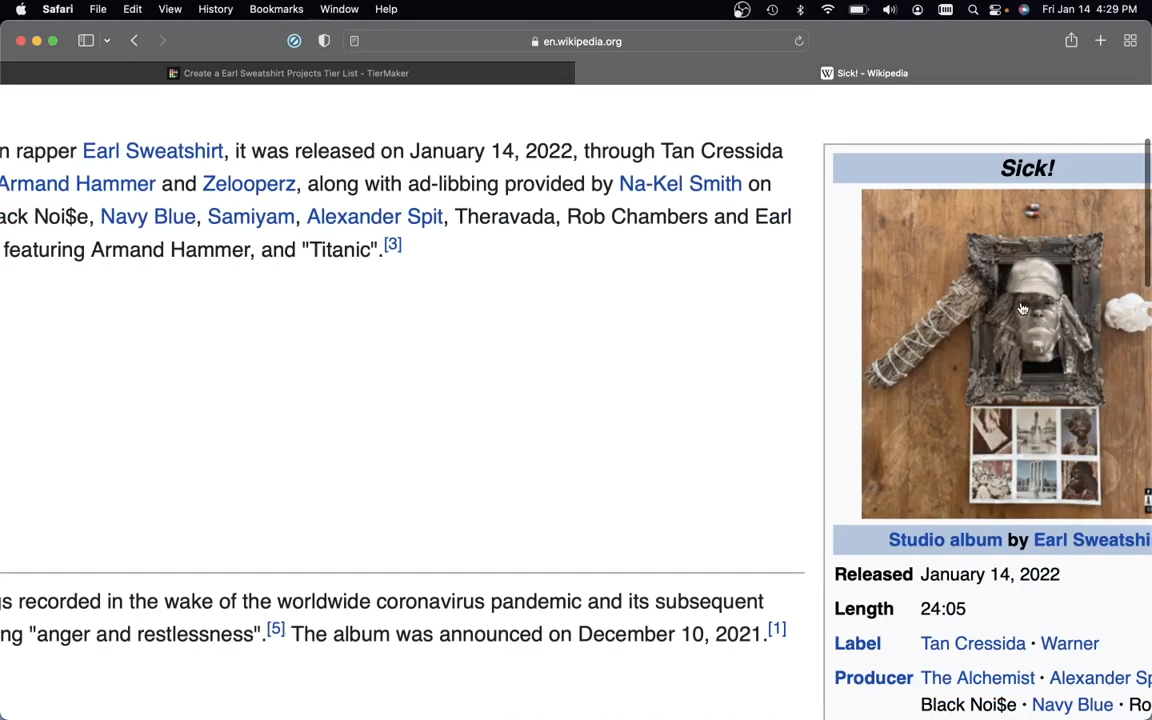 Safari File Edit View History Bookmarks Window Help Fri Jan 14 4:29 PM
en.wikipedia.org
Create a Earl Sweatshirt Projects Tier List - TierMaker
W Sick! – Wikipedia
n rapper Earl Sweatshirt, it was released on January 14, 2022, through Tan Cressida
Armand Hammer and Zelooperz, along with ad-libbing provided by Na-Kel Smith on
ack Noi$e, Navy Blue, Samiyam, Alexander Spit, Theravada, Rob Chambers and Earl
featuring Armand Hammer, and "Titanic".[3]
gs recorded in the wake of the worldwide coronavirus pandemic and its subsequent
ng "anger and restlessness".[5] The album was announced on December 10, 2021.[1]
Sick!
Studio album by Earl Sweatshi
Released January 14, 2022
Length 24:05
Label Tan Cressida · Warner
Producer The Alchemist · Alexander Sp
Black Noi$e · Navy Blue · Ro